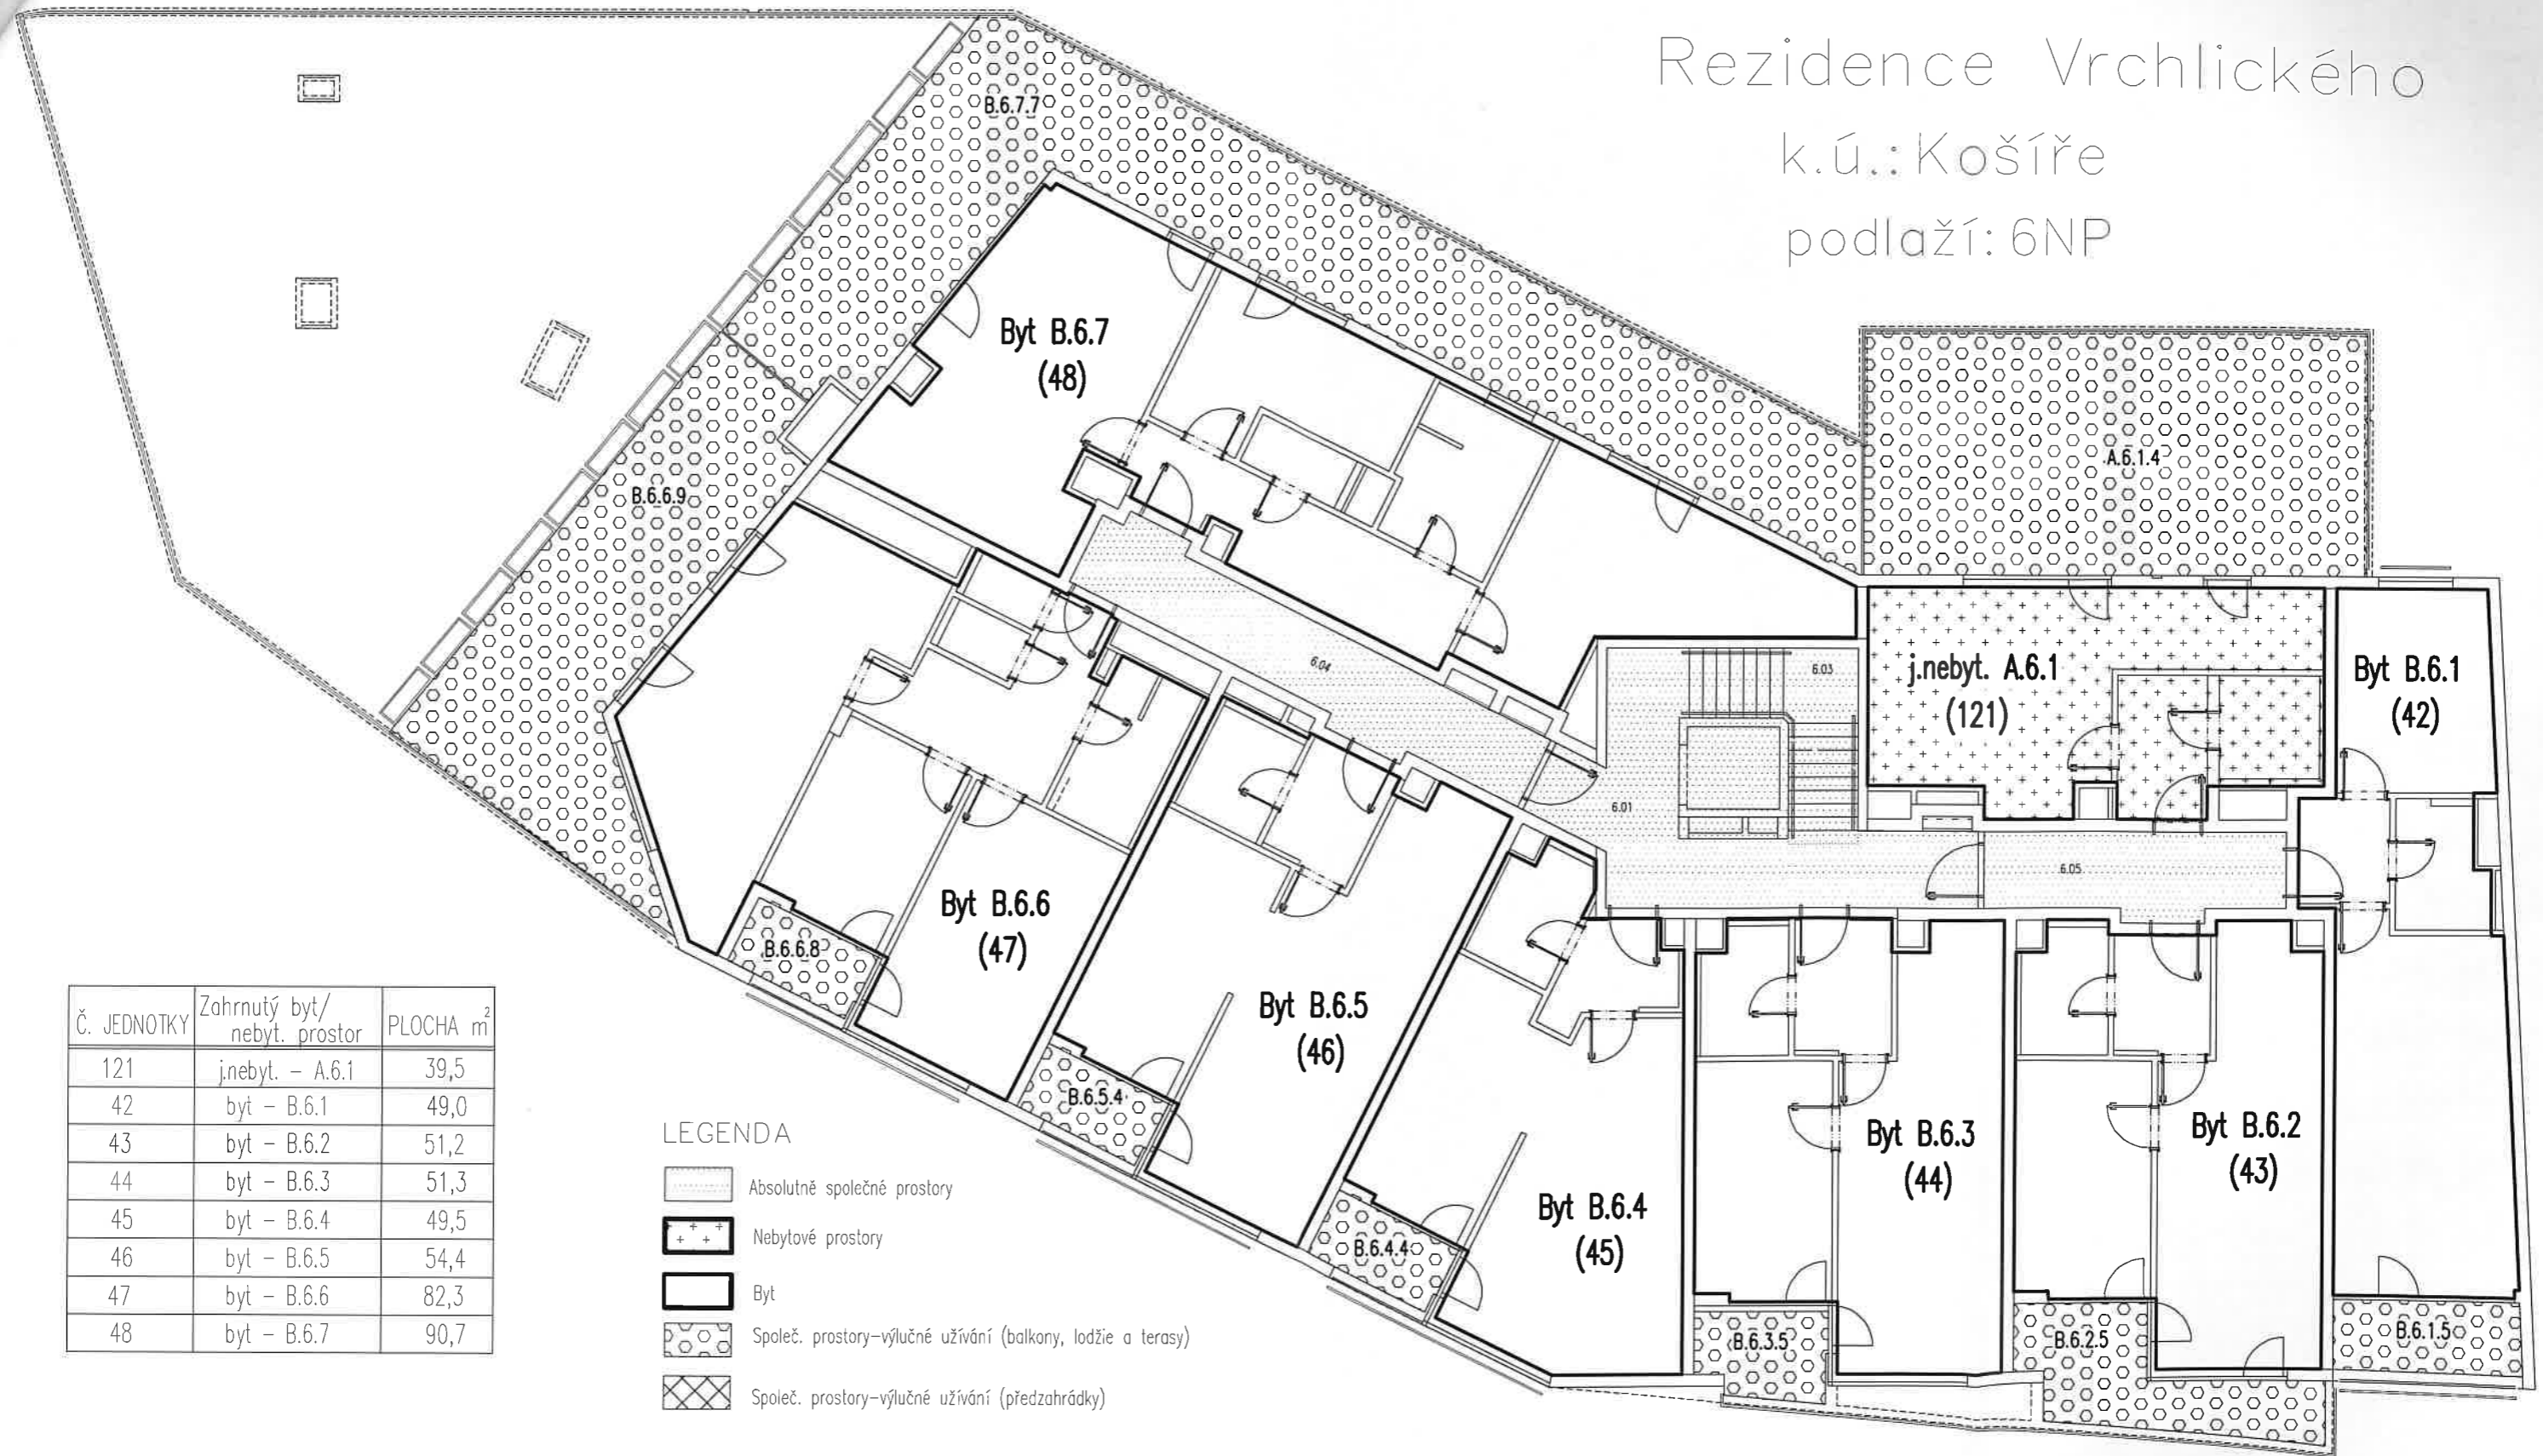 Rezidence Vrchlického
k.ú.: Košíře
podlaží: 6NP
B.6.7.7
Byt B.6.7
(48)
A.6.1.4
B.6.6.9
6.04
6.03
j.nebyt. A.6.1
(121)
Byt B.6.1
(42)
6.01
6.05
Byt B.6.6
(47)
B.6.6.8
Byt B.6.5
(46)
B.6.5.4
Byt B.6.4
(45)
B.6.4.4
Byt B.6.3
(44)
B.6.3.5
Byt B.6.2
(43)
B.6.2.5
B.6.1.5
Č. JEDNOTKY Zahrnutý byt/ nebyt. prostor PLOCHA m²
121 j.nebyt. – A.6.1 39,5
42 byt – B.6.1 49,0
43 byt – B.6.2 51,2
44 byt – B.6.3 51,3
45 byt – B.6.4 49,5
46 byt – B.6.5 54,4
47 byt – B.6.6 82,3
48 byt – B.6.7 90,7
LEGENDA
Absolutně společné prostory
Nebytové prostory
Byt
Společ. prostory–výlučné užívání (balkony, lodžie a terasy)
Společ. prostory–výlučné užívání (předzahrádky)